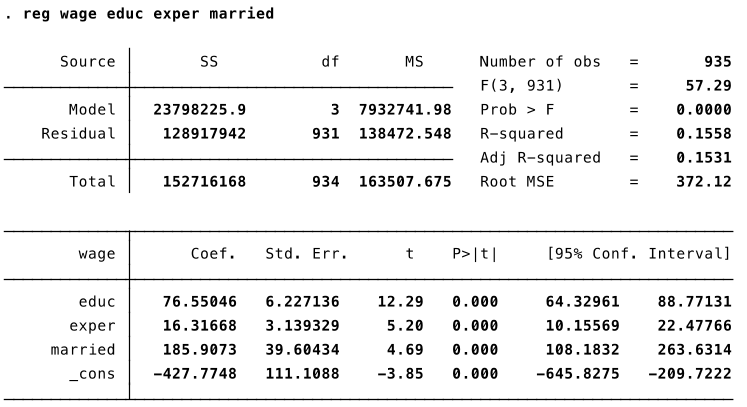 . reg wage educ exper married
Source SS df MS Number of obs = 935
F(3, 931) = 57.29
Model 23798225.9 3 7932741.98 Prob > F = 0.0000
Residual 128917942 931 138472.548 R-squared = 0.1558
Adj R-squared = 0.1531
Total 152716168 934 163507.675 Root MSE = 372.12
wage Coef. Std. Err. t P>|t| [95% Conf. Interval]
educ 76.55046 6.227136 12.29 0.000 64.32961 88.77131
exper 16.31668 3.139329 5.20 0.000 10.15569 22.47766
married 185.9073 39.60434 4.69 0.000 108.1832 263.6314
_cons -427.7748 111.1088 -3.85 0.000 -645.8275 -209.7222